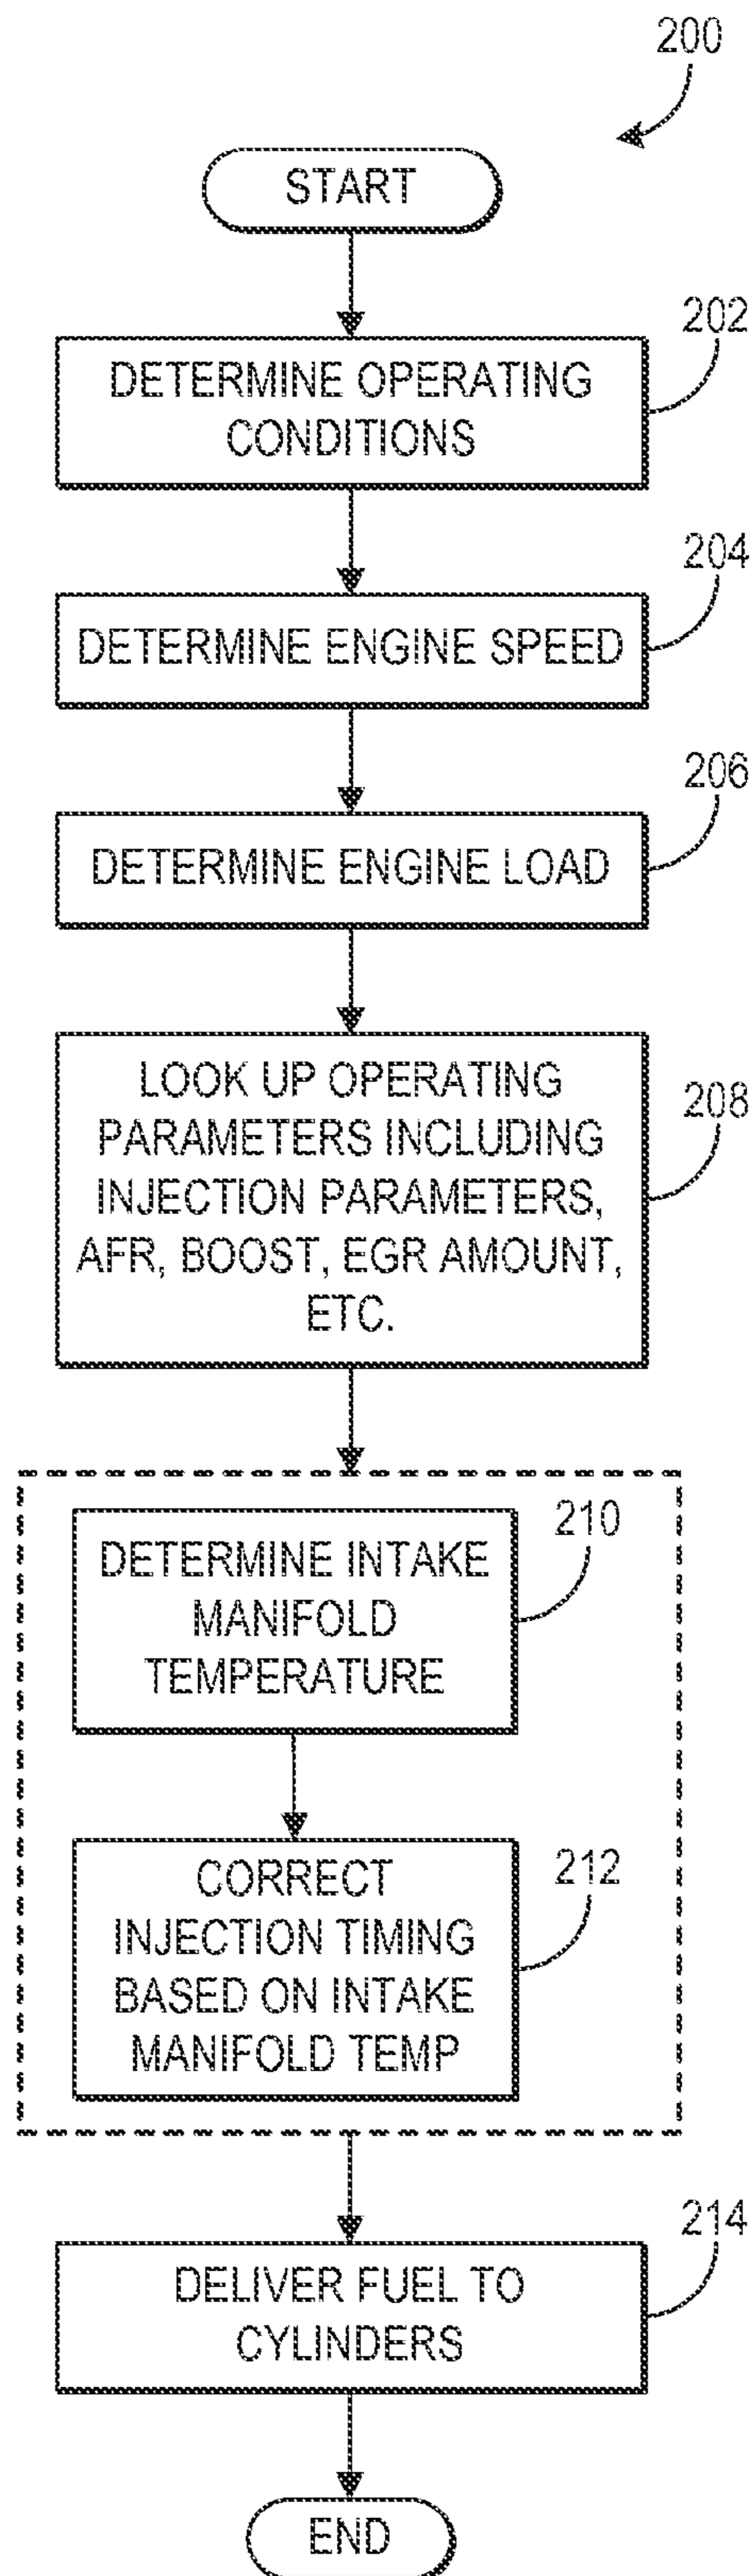 200
START
202
DETERMINE OPERATING
CONDITIONS
204
DETERMINE ENGINE SPEED
206
DETERMINE ENGINE LOAD
208
LOOK UP OPERATING
PARAMETERS INCLUDING
INJECTION PARAMETERS,
AFR, BOOST, EGR AMOUNT,
ETC.
210
DETERMINE INTAKE
MANIFOLD
TEMPERATURE
212
CORRECT
INJECTION TIMING
BASED ON INTAKE
MANIFOLD TEMP
214
DELIVER FUEL TO
CYLINDERS
END